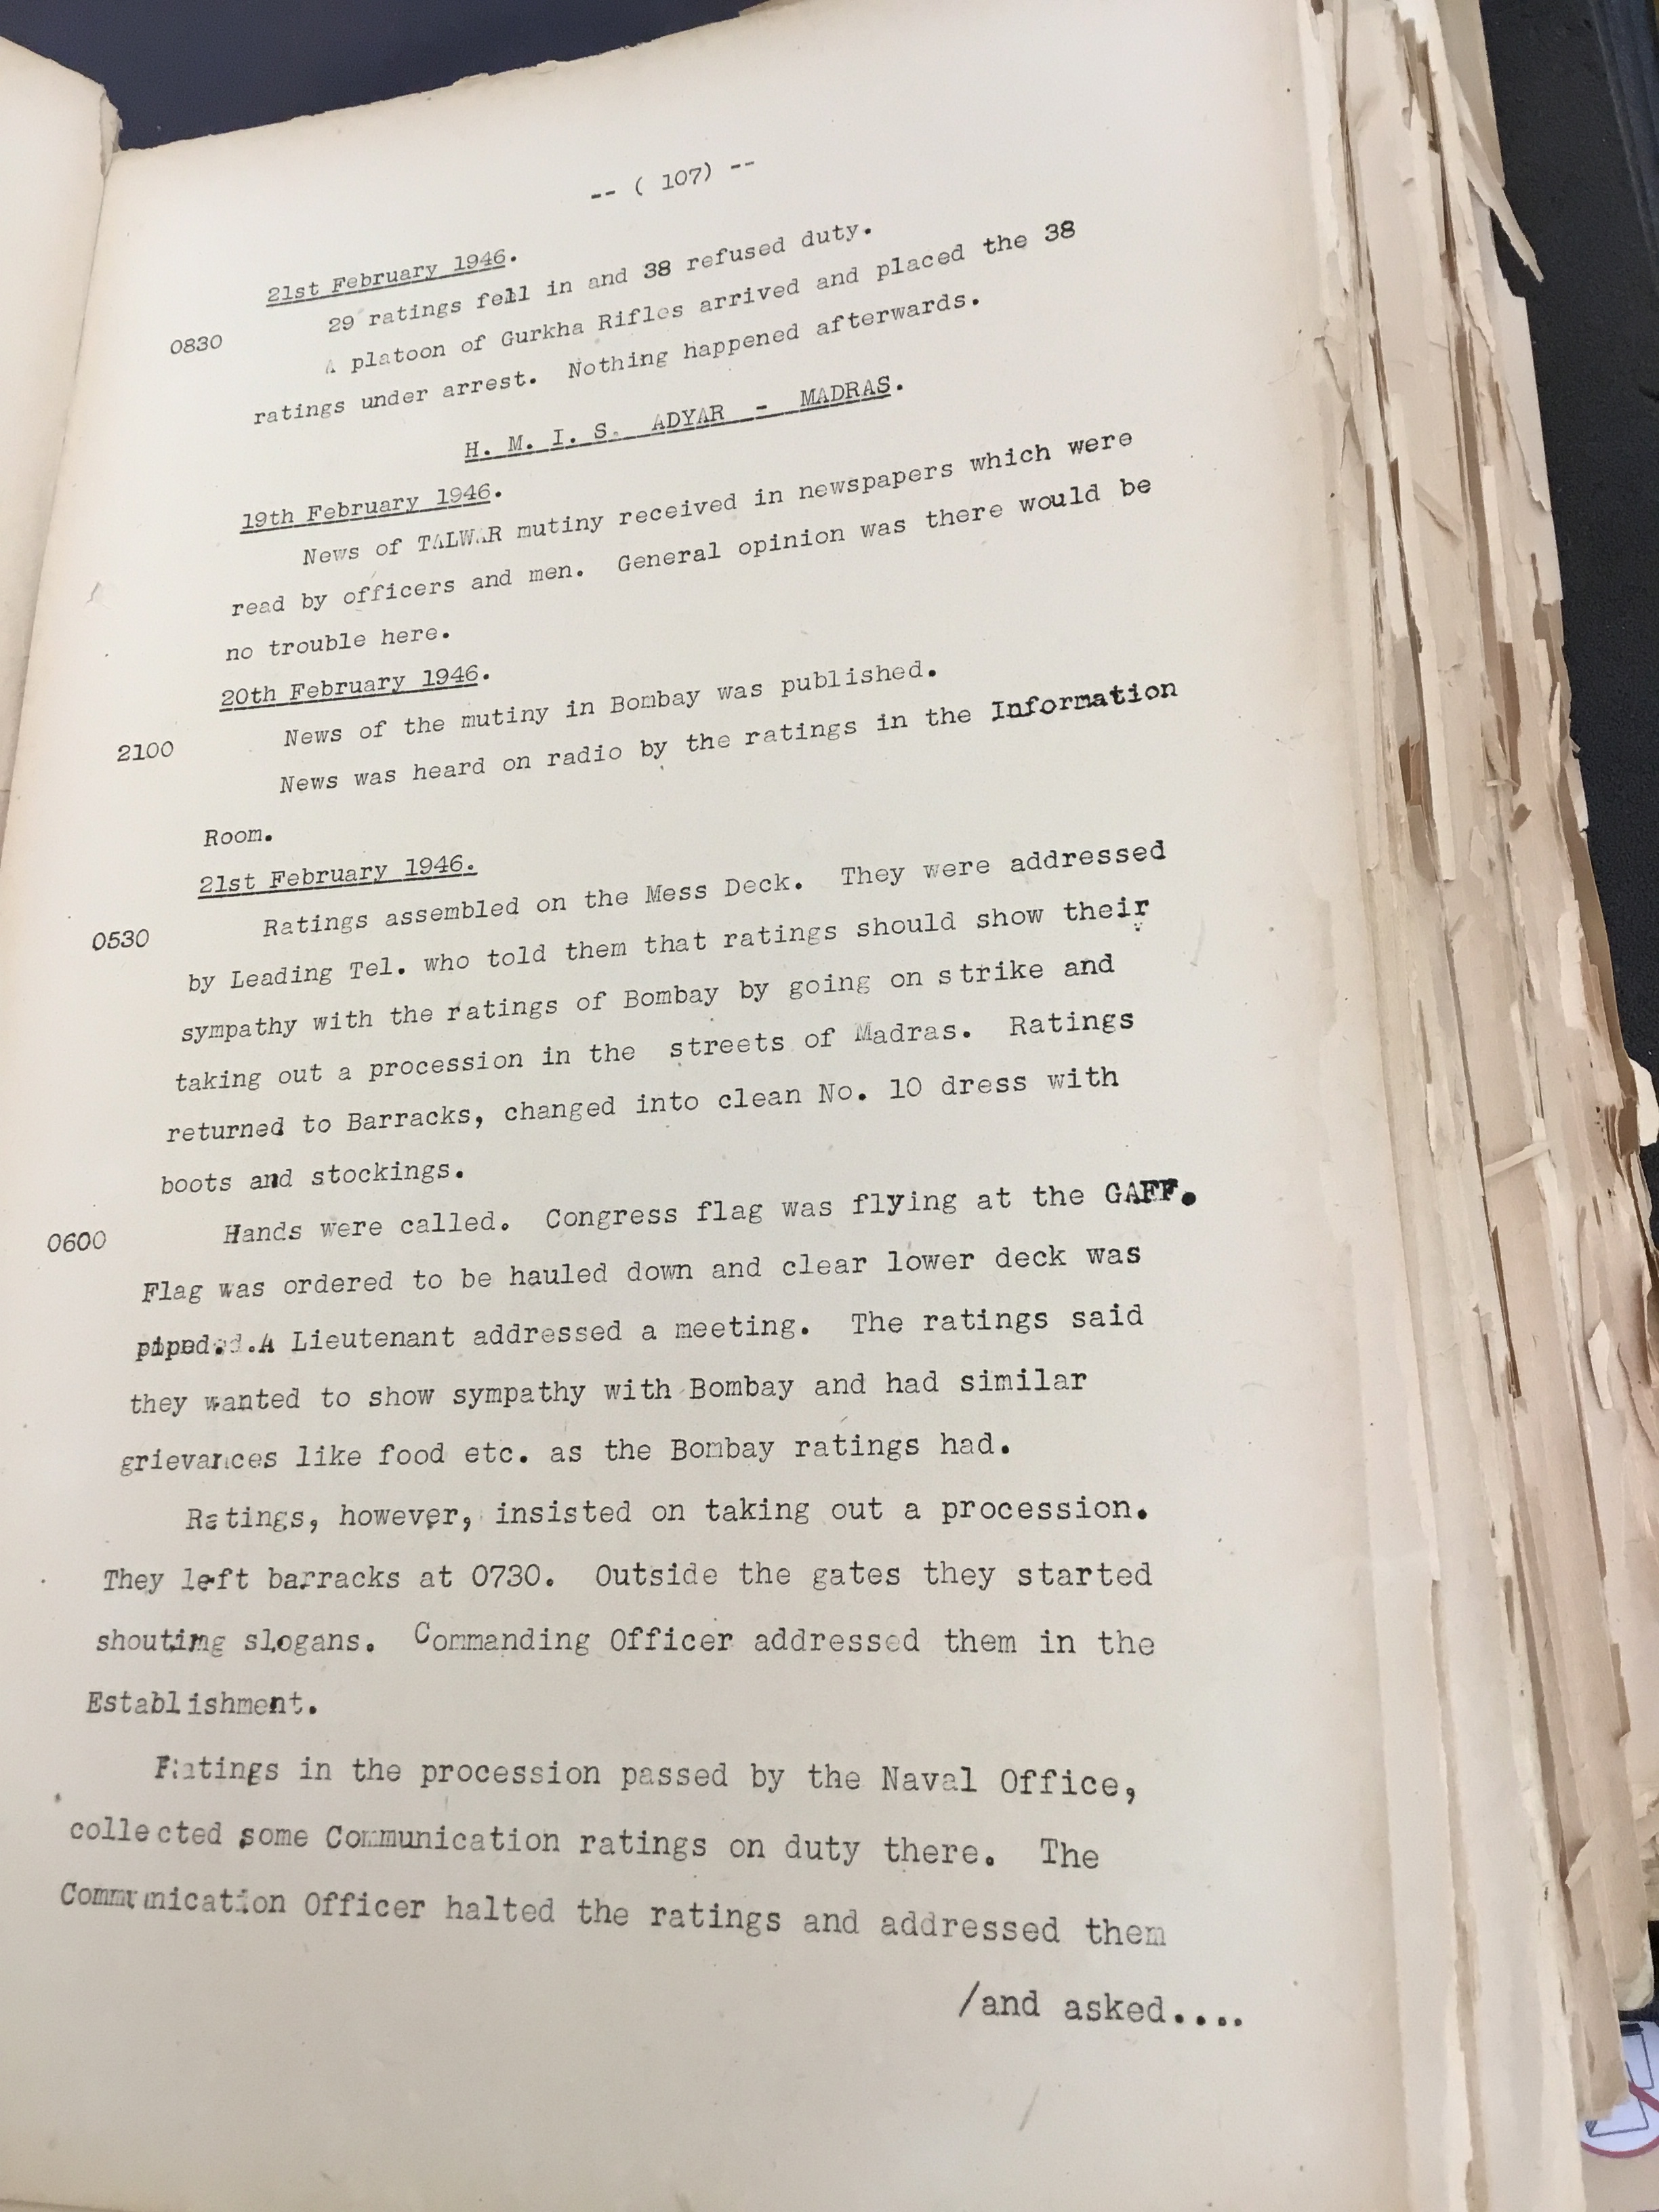 -- ( 107) --
21st February 1946.
0830 29 ratings fell in and 38 refused duty.
A platoon of Gurkha Rifles arrived and placed the 38
ratings under arrest. Nothing happened afterwards.
H. M. I. S. ADYAR - MADRAS.
19th February 1946.
News of TALWAR mutiny received in newspapers which were
read by officers and men. General opinion was there would be
no trouble here.
20th February 1946.
News of the mutiny in Bombay was published.
2100 News was heard on radio by the ratings in the Information
Room.
21st February 1946.
0530 Ratings assembled on the Mess Deck. They were addressed
by Leading Tel. who told them that ratings should show their
sympathy with the ratings of Bombay by going on strike and
taking out a procession in the streets of Madras. Ratings
returned to Barracks, changed into clean No. 10 dress with
boots and stockings.
0600 Hands were called. Congress flag was flying at the GAFF.
Flag was ordered to be hauled down and clear lower deck was
piped. A Lieutenant addressed a meeting. The ratings said
they wanted to show sympathy with Bombay and had similar
grievances like food etc. as the Bombay ratings had.
Ratings, however, insisted on taking out a procession.
They left barracks at 0730. Outside the gates they started
shouting slogans. Commanding Officer addressed them in the
Establishment.
Ratings in the procession passed by the Naval Office,
collected some Communication ratings on duty there. The
Communication Officer halted the ratings and addressed them
/and asked....